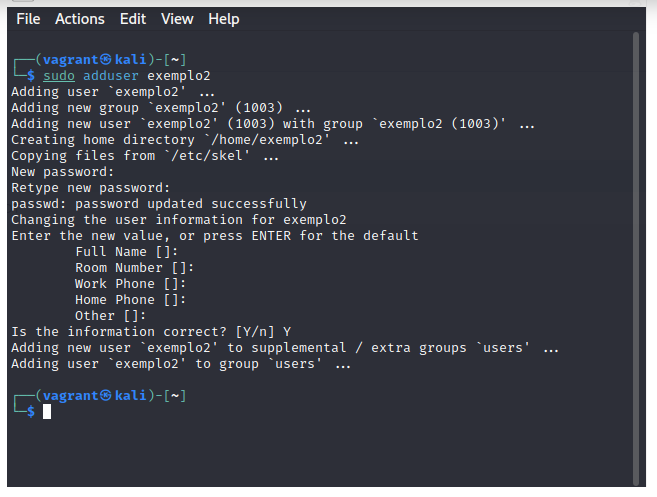 File Actions Edit View Help
┌──(vagrant㉿kali)-[~]
└─$ sudo adduser exemplo2
Adding user `exemplo2' ...
Adding new group `exemplo2' (1003) ...
Adding new user `exemplo2' (1003) with group `exemplo2 (1003)' ...
Creating home directory `/home/exemplo2' ...
Copying files from `/etc/skel' ...
New password:
Retype new password:
passwd: password updated successfully
Changing the user information for exemplo2
Enter the new value, or press ENTER for the default
        Full Name []:
        Room Number []:
        Work Phone []:
        Home Phone []:
        Other []:
Is the information correct? [Y/n] Y
Adding new user `exemplo2' to supplemental / extra groups `users' ...
Adding user `exemplo2' to group `users' ...
┌──(vagrant㉿kali)-[~]
└─$